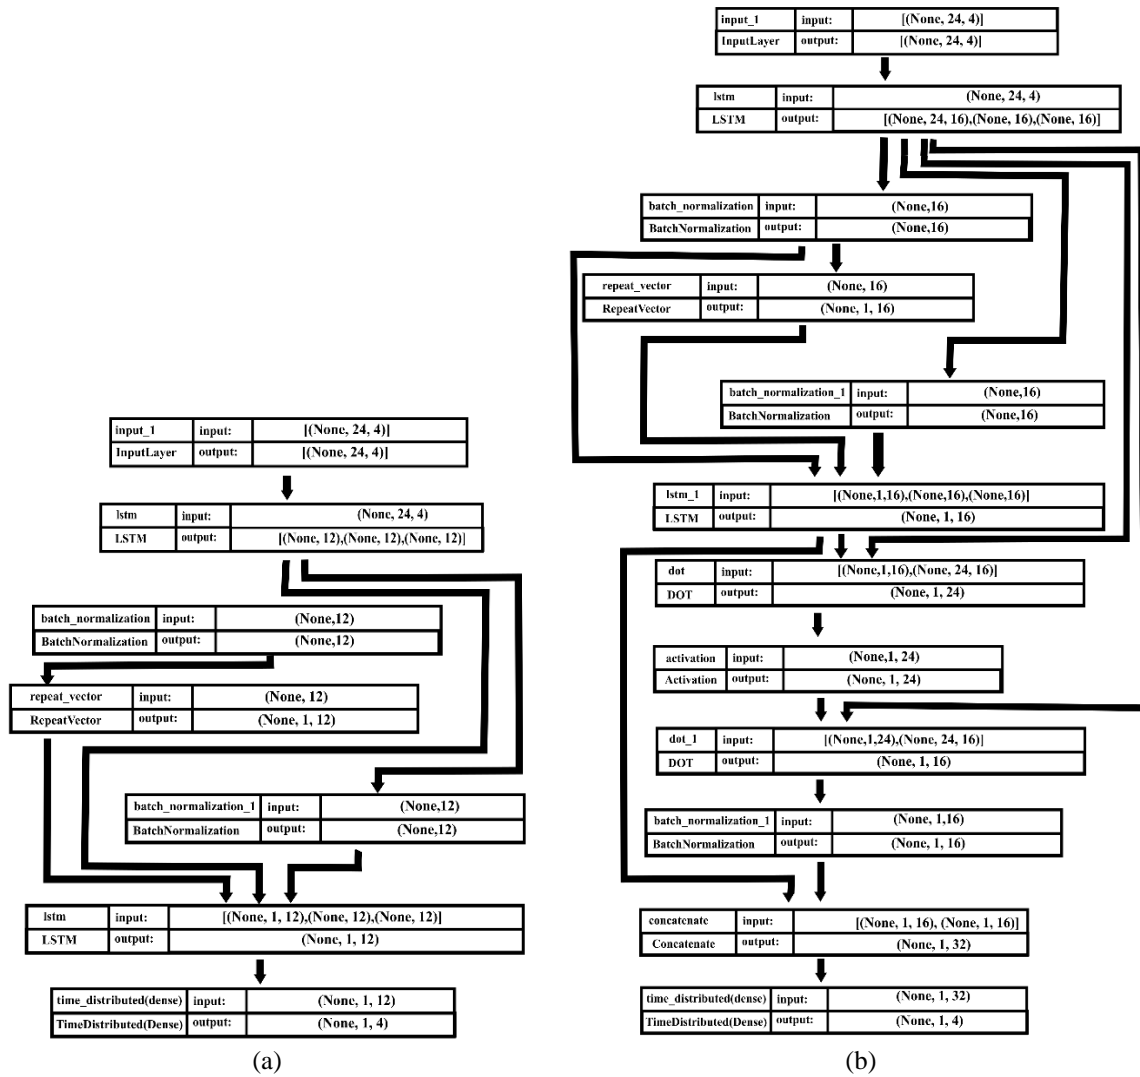 input_1 input: [(None, 24, 4)]
InputLayer output: [(None, 24, 4)]
lstm input: (None, 24, 4)
LSTM output: [(None, 12),(None, 12),(None, 12)]
batch_normalization input: (None,12)
BatchNormalization output: (None,12)
repeat_vector input: (None, 12)
RepeatVector output: (None, 1, 12)
batch_normalization_1 input: (None,12)
BatchNormalization output: (None,12)
lstm input: [(None, 1, 12),(None, 12),(None, 12)]
LSTM output: (None, 1, 12)
time_distributed(dense) input: (None, 1, 12)
TimeDistributed(Dense) output: (None, 1, 4)
(a)
input_1 input: [(None, 24, 4)]
InputLayer output: [(None, 24, 4)]
lstm input: (None, 24, 4)
LSTM output: [(None, 24, 16),(None, 16),(None, 16)]
batch_normalization input: (None,16)
BatchNormalization output: (None,16)
repeat_vector input: (None, 16)
RepeatVector output: (None, 1, 16)
batch_normalization_1 input: (None,16)
BatchNormalization output: (None,16)
lstm_1 input: [(None,1,16),(None,16),(None,16)]
LSTM output: (None, 1, 16)
dot input: [(None,1,16),(None, 24, 16)]
DOT output: (None, 1, 24)
activation input: (None,1, 24)
Activation output: (None, 1, 24)
dot_1 input: [(None,1,24),(None, 24, 16)]
DOT output: (None, 1, 16)
batch_normalization_1 input: (None, 1,16)
BatchNormalization output: (None, 1, 16)
concatenate input: [(None, 1, 16), (None, 1, 16)]
Concatenate output: (None, 1, 32)
time_distributed(dense) input: (None, 1, 32)
TimeDistributed(Dense) output: (None, 1, 4)
(b)